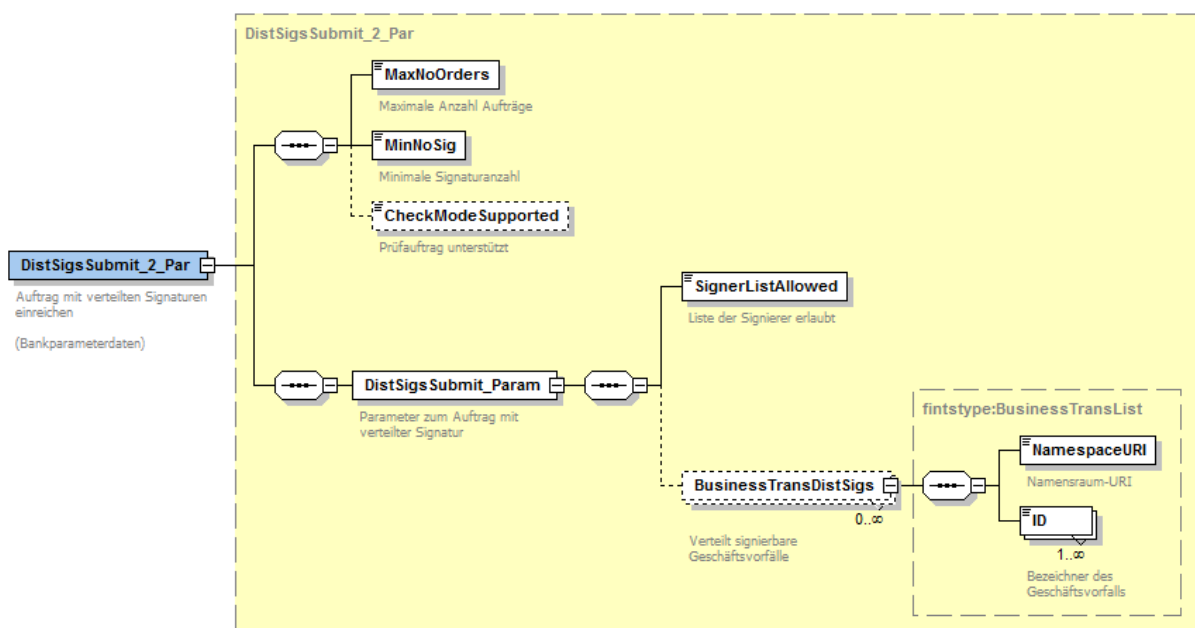 DistSigsSubmit_2_Par
MaxNoOrders
Maximale Anzahl Aufträge
MinNoSig
Minimale Signaturanzahl
CheckModeSupported
Prüfauftrag unterstützt
DistSigsSubmit_2_Par
Auftrag mit verteilten Signaturen
einreichen
(Bankparameterdaten)
SignerListAllowed
Liste der Signierer erlaubt
DistSigsSubmit_Param
Parameter zum Auftrag mit
verteilter Signatur
fintstype:BusinessTransList
NamespaceURI
Namensraum-URI
BusinessTransDistSigs
0..∞
Verteilt signierbare
Geschäftsvorfälle
ID
1..∞
Bezeichner des
Geschäftsvorfalls